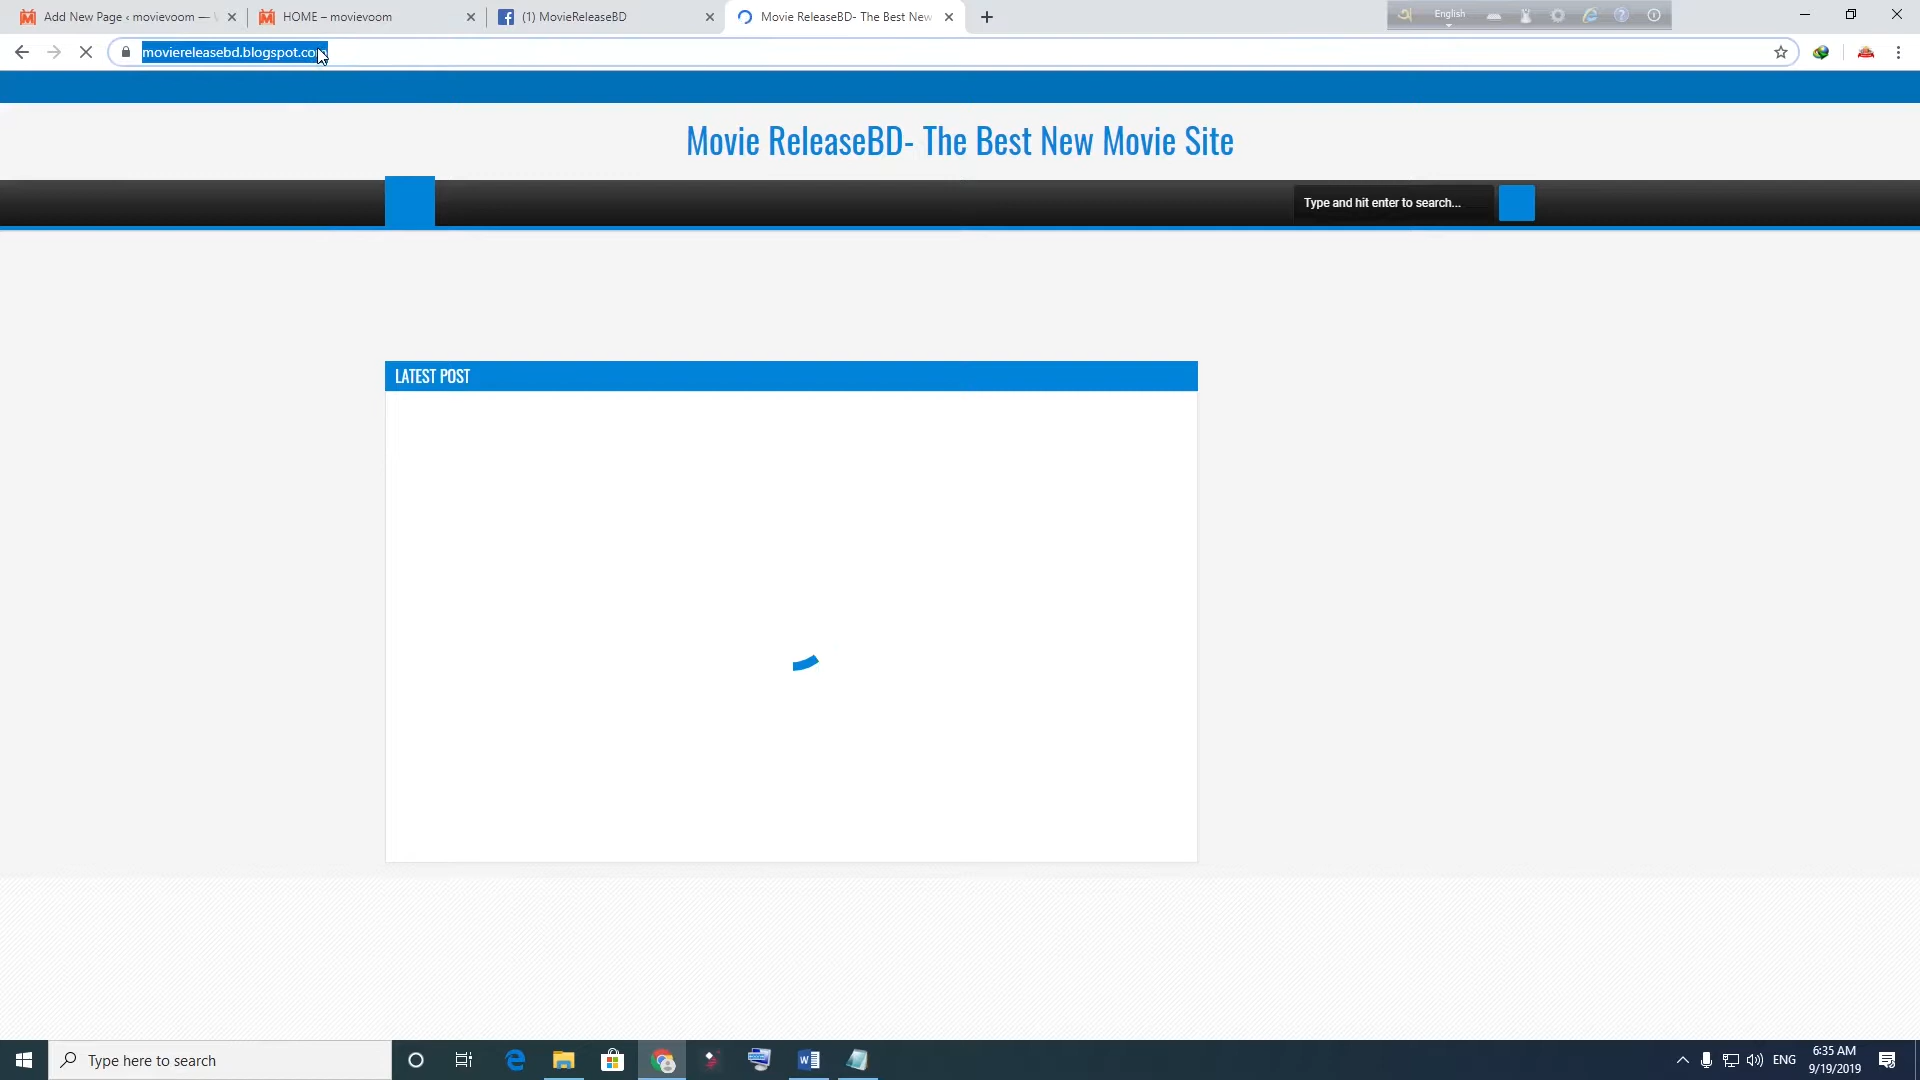 Add New Page ‹ movievoom —
HOME – movievoom
(1) MovieReleaseBD
Movie ReleaseBD- The Best New
English
moviereleasebd.blogspot.com
Movie ReleaseBD- The Best New Movie Site
Type and hit enter to search...
LATEST POST
Type here to search
ENG
6:35 AM
9/19/2019